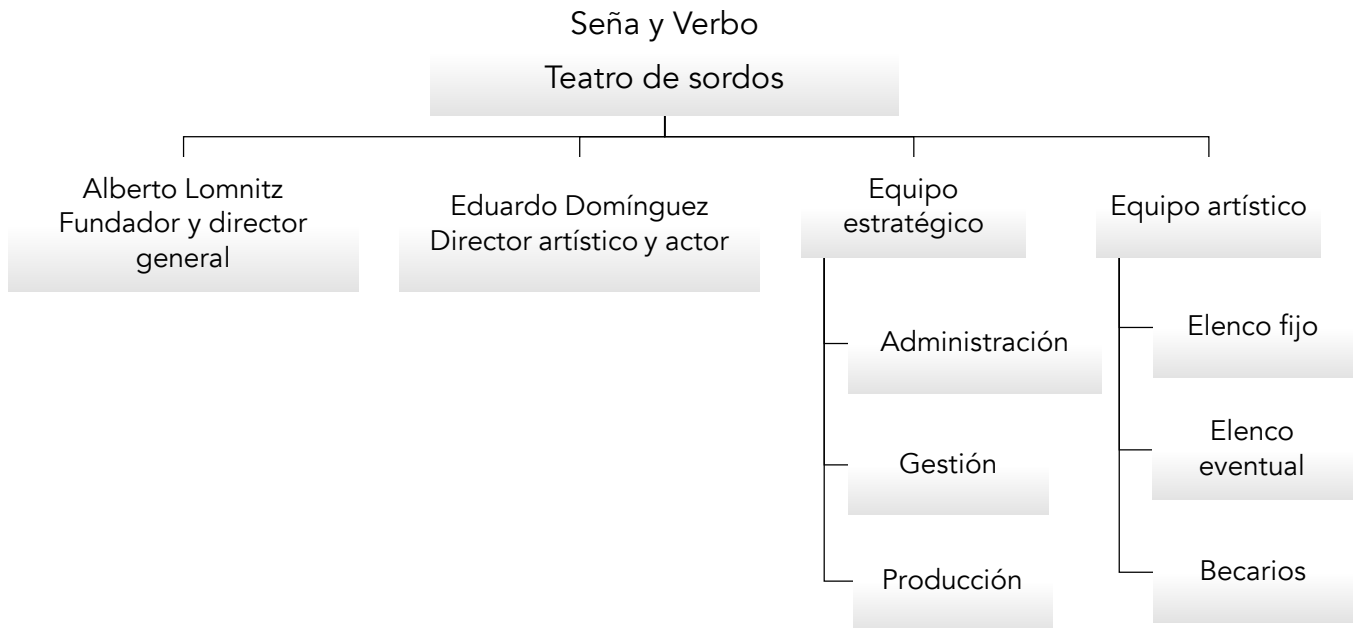 Seña y Verbo
Teatro de sordos
Alberto Lomnitz
Fundador y director
general
Eduardo Domínguez
Director artístico y actor
Equipo
estratégico
Administración
Gestión
Producción
Equipo artístico
Elenco fijo
Elenco
eventual
Becarios